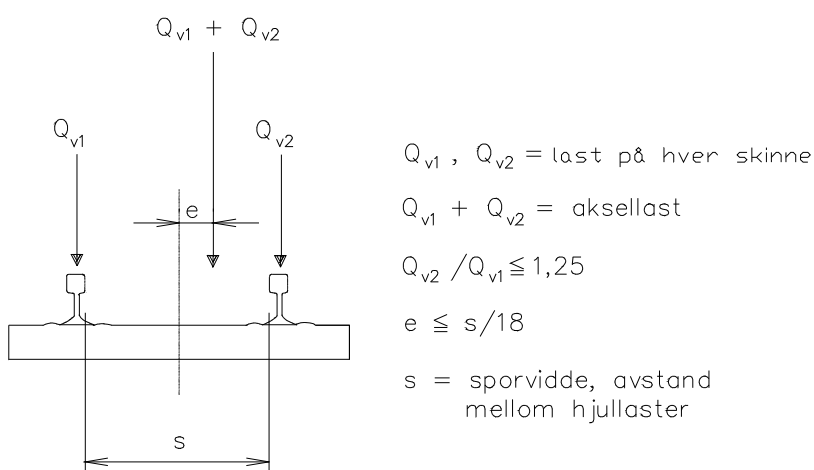 Q_v1 + Q_v2
Q_v1
Q_v2
e
s
Q_v1 , Q_v2 = last på hver skinne
Q_v1 + Q_v2 = aksellast
Q_v2 /Q_v1 ≦ 1,25
e ≦ s/18
s = sporvidde, avstand
mellom hjullaster